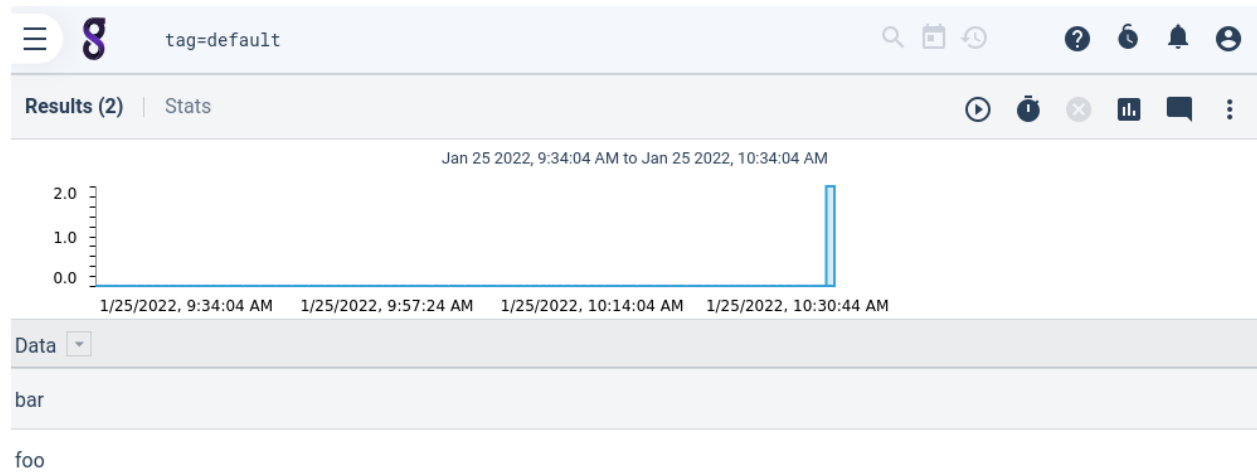 tag=default
Results (2) Stats
Jan 25 2022, 9:34:04 AM to Jan 25 2022, 10:34:04 AM
2.0
1.0
0.0
1/25/2022, 9:34:04 AM 1/25/2022, 9:57:24 AM 1/25/2022, 10:14:04 AM 1/25/2022, 10:30:44 AM
Data
bar
foo